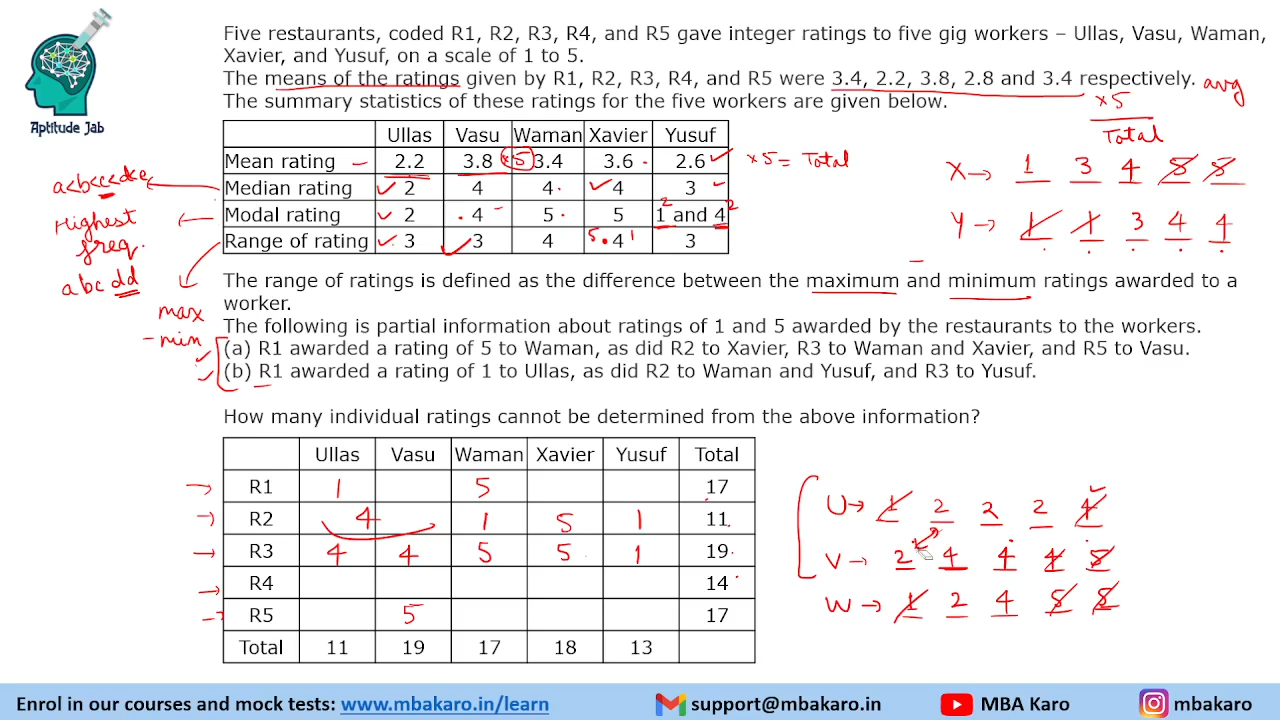 Five restaurants, coded R1, R2, R3, R4, and R5 gave integer ratings to five gig workers – Ullas, Vasu, Waman,
Xavier, and Yusuf, on a scale of 1 to 5.
The means of the ratings given by R1, R2, R3, R4, and R5 were 3.4, 2.2, 3.8, 2.8 and 3.4 respectively. avg
The summary statistics of these ratings for the five workers are given below.
×5
Total
Aptitude Jab
Ullas Vasu Waman Xavier Yusuf
Mean rating 2.2 3.8 ×5 3.4 3.6 2.6 ×5 = Total
Median rating 2 4 4 4 3
Modal rating 2 4 5 5 1² and 4²
Range of rating 3 3 4 5 4 1 3
a<b<c<d<e
Highest
freq.
abc dd
max
- min
X→ 1 3 4 5 5
Y→ 1 1 3 4 4
The range of ratings is defined as the difference between the maximum and minimum ratings awarded to a
worker.
The following is partial information about ratings of 1 and 5 awarded by the restaurants to the workers.
(a) R1 awarded a rating of 5 to Waman, as did R2 to Xavier, R3 to Waman and Xavier, and R5 to Vasu.
(b) R1 awarded a rating of 1 to Ullas, as did R2 to Waman and Yusuf, and R3 to Yusuf.
How many individual ratings cannot be determined from the above information?
Ullas Vasu Waman Xavier Yusuf Total
R1 1 5 17
R2 4 1 5 1 11
R3 4 4 5 5 1 19
R4 14
R5 5 17
Total 11 19 17 18 13
U→ 1 2 2 2 4
V→ 2 4 4 4 5
W→ 1 2 4 5 5
Enrol in our courses and mock tests: www.mbakaro.in/learn support@mbakaro.in MBA Karo mbakaro